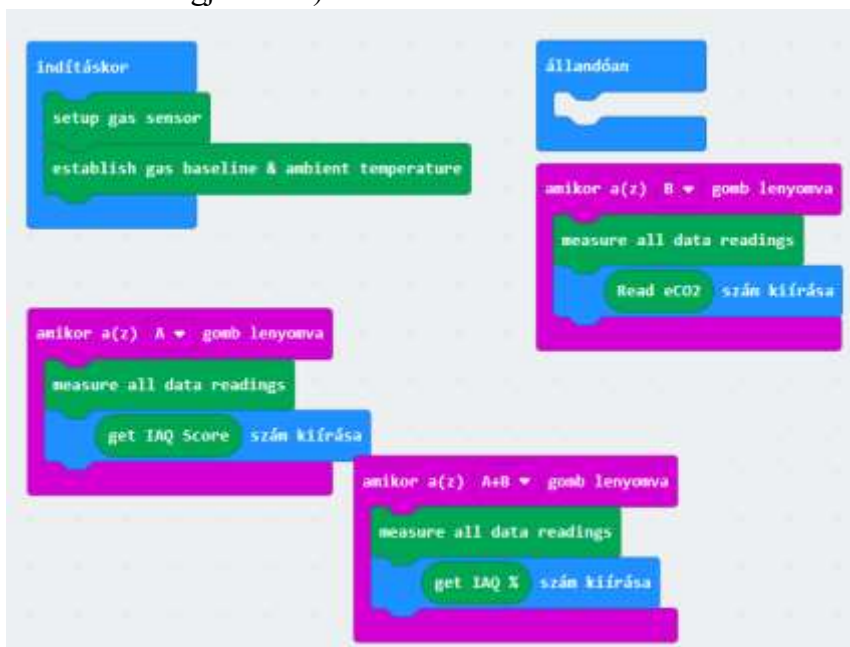 indításkor
setup gas sensor
establish gas baseline & ambient temperature
állandóan
amikor a(z) B gomb lenyomva
measure all data readings
Read eCO2 szám kiírása
amikor a(z) A gomb lenyomva
measure all data readings
get IAQ Score szám kiírása
amikor a(z) A+B gomb lenyomva
measure all data readings
get IAQ % szám kiírása